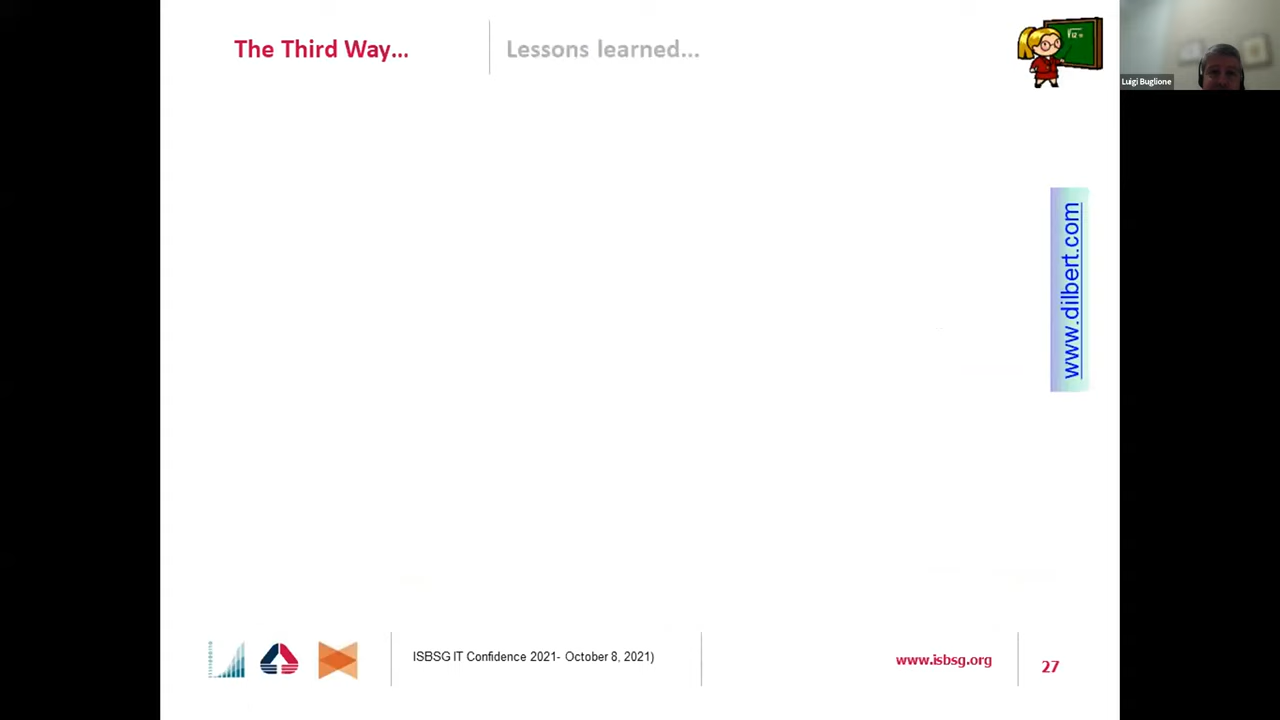 The Third Way...
Lessons learned...
Luigi Buglione
www.dilbert.com
ISBSG IT Confidence 2021- October 8, 2021)
www.isbsg.org
27